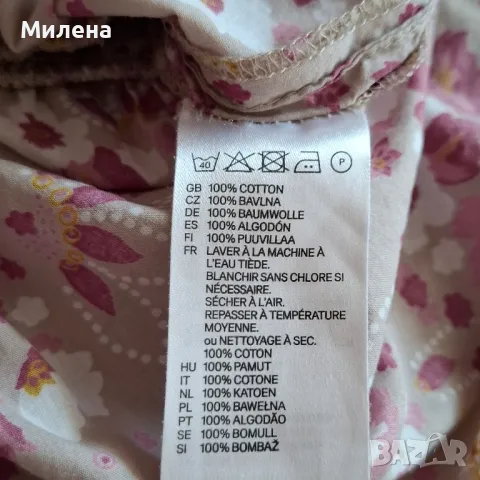 Милена
40
P
GB 100% COTTON
CZ 100% BAVLNA
DE 100% BAUMWOLLE
ES 100% ALGODÓN
FI 100% PUUVILLAA
FR LAVER À LA MACHINE À
L'EAU TIÈDE.
BLANCHIR SANS CHLORE SI
NÉCESSAIRE.
SÉCHER À L'AIR.
REPASSER À TEMPÉRATURE
MOYENNE.
ou NETTOYAGE À SEC.
100% COTON
HU 100% PAMUT
IT 100% COTONE
NL 100% KATOEN
PL 100% BAWEŁNA
PT 100% ALGODÃO
SE 100% BOMULL
SI 100% BOMBAŽ
BAZAR